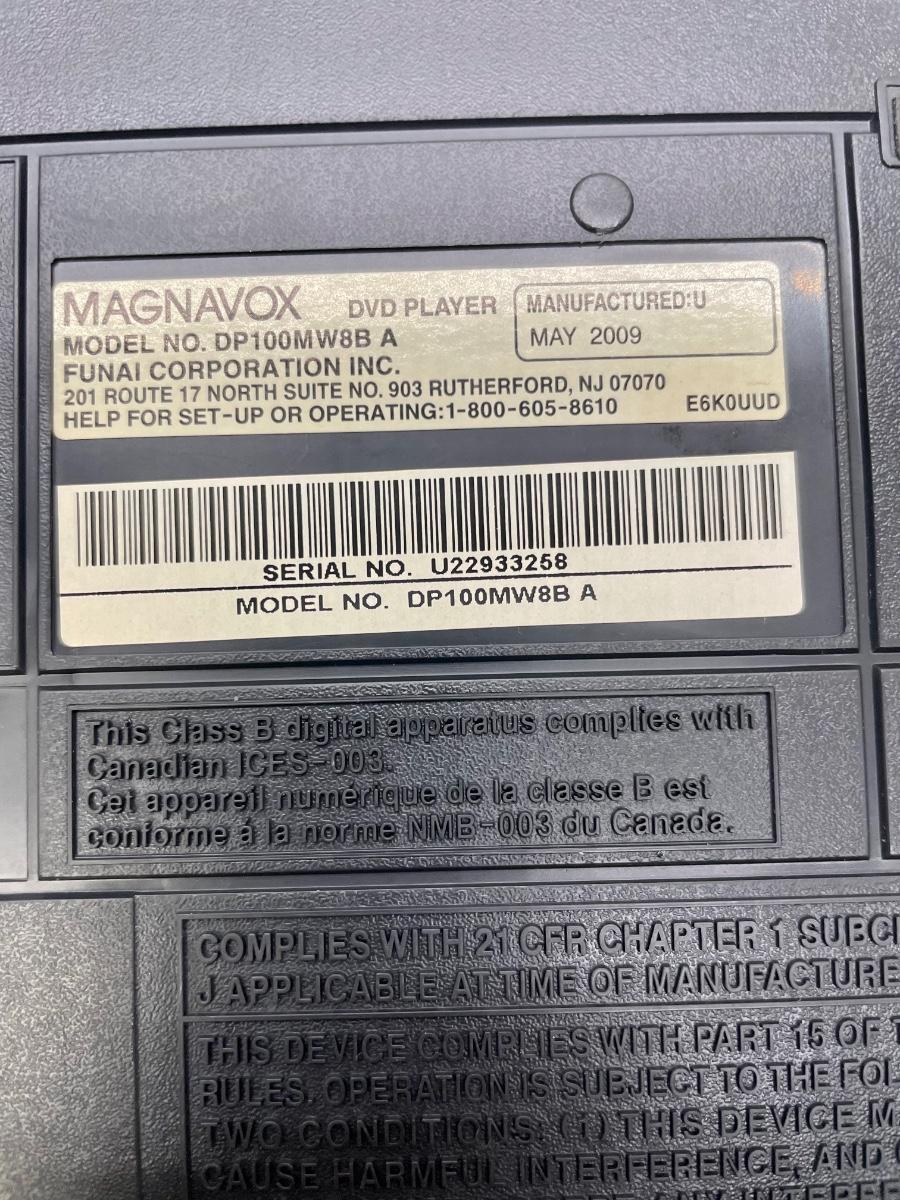 MAGNAVOX DVD PLAYER
MANUFACTURED:U
MAY 2009
MODEL NO. DP100MW8B A
FUNAI CORPORATION INC.
201 ROUTE 17 NORTH SUITE NO. 903 RUTHERFORD, NJ 07070
HELP FOR SET-UP OR OPERATING:1-800-605-8610 E6K0UUD
SERIAL NO. U22933258
MODEL NO. DP100MW8B A
This Class B digital apparatus complies with
Canadian ICES-003.
Cet appareil numérique de la classe B est
conforme à la norme NMB-003 du Canada.
COMPLIES WITH 21 CFR CHAPTER 1 SUBC
J APPLICABLE AT TIME OF MANUFACTURE
THIS DEVICE COMPLIES WITH PART 15 OF T
RULES. OPERATION IS SUBJECT TO THE FOL
TWO CONDITIONS: (1) THIS DEVICE M
CAUSE HARMFUL INTERFERENCE, AND